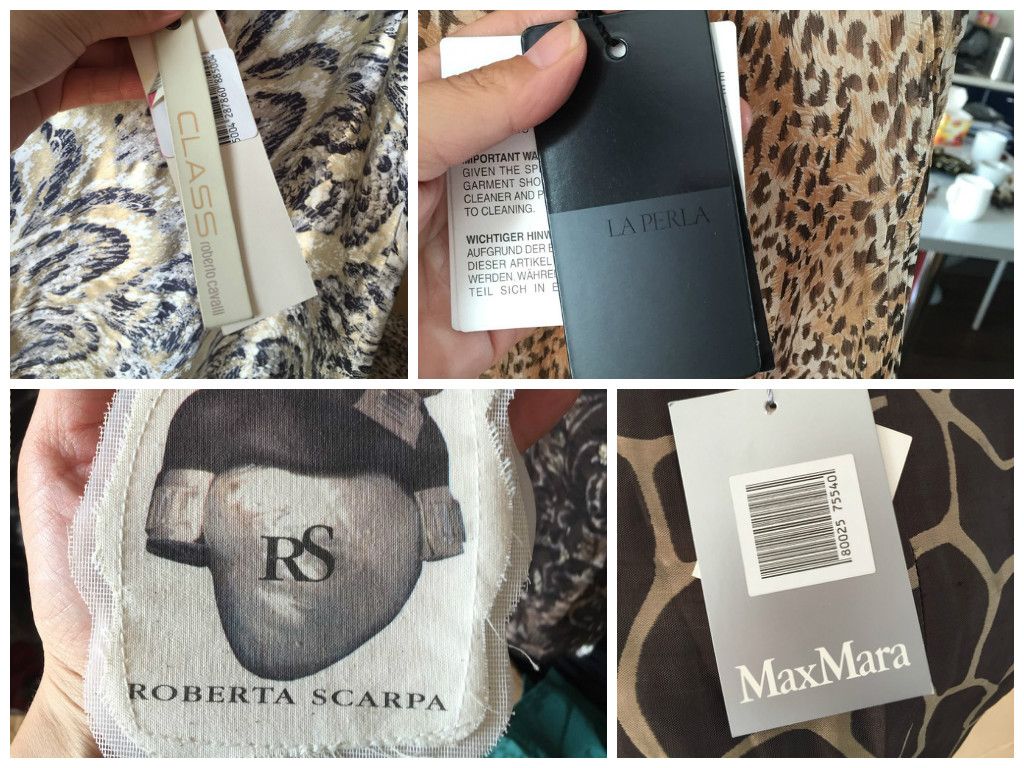 CLASS
roberto cavalli
IMPORTANT WA
GIVEN THE SP
GARMENT SHO
CLEANER AND P
TO CLEANING.
WICHTIGER HINW
AUFGRUND DER B
DIESER ARTIKEL
WERDEN WÄHRE
TEIL SICH IN E
LA PERLA
RS
ROBERTA SCARPA
80025 75540
MaxMara